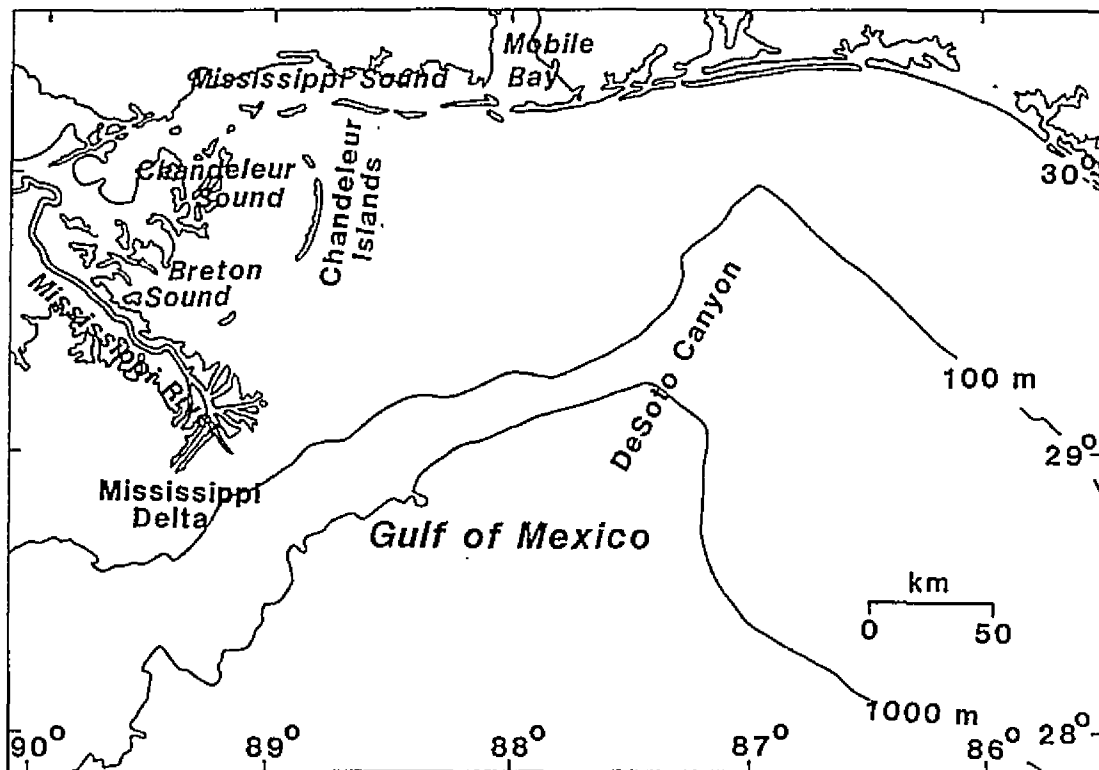 Mobile
Bay
Mississippi Sound
Chandeleur
Sound
Chandeleur
Islands
30°
Breton
Sound
Mississippi Riv.
DeSoto Canyon
100 m
29°
Mississippi
Delta
Gulf of Mexico
km
0 50
1000 m
90° 89° 88° 87° 86° 28°